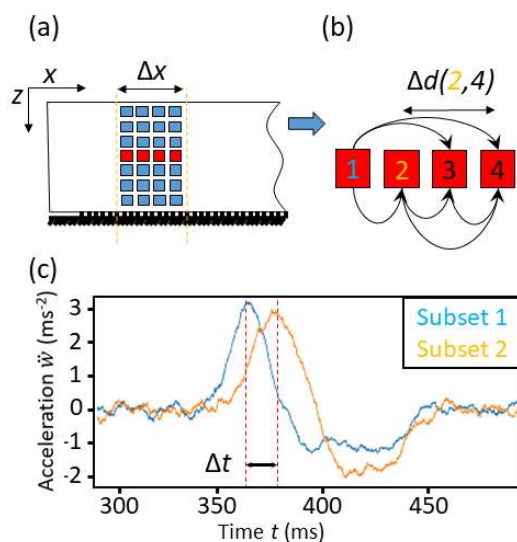 (a)
x
Δx
z
(b)
Δd(2,4)
1 2 3 4
(c)
Acceleration ẅ (ms⁻²)
3
2
1
0
-1
-2
Subset 1
Subset 2
Δt
300 350 400 450
Time t (ms)